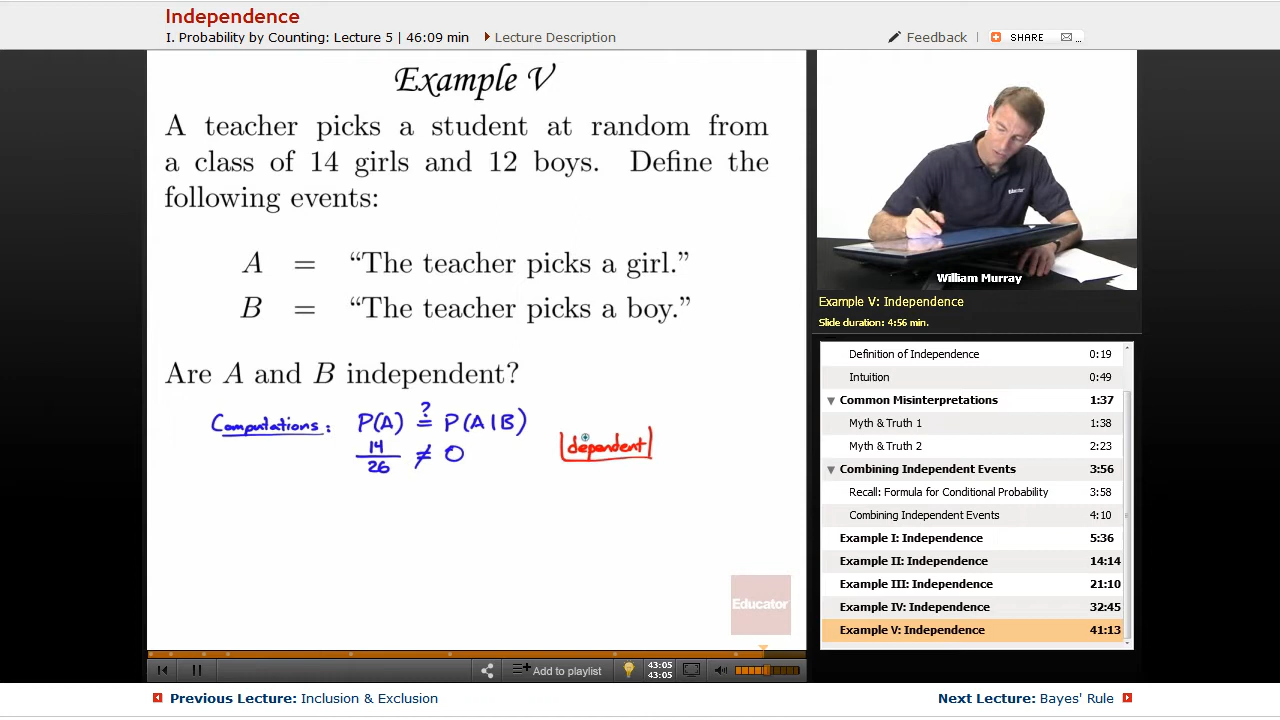 Independence
I. Probability by Counting: Lecture 5 | 46:09 min
Lecture Description
Feedback
SHARE
Example V
A teacher picks a student at random from
a class of 14 girls and 12 boys. Define the
following events:
A = “The teacher picks a girl.”
B = “The teacher picks a boy.”
Are A and B independent?
Computations: P(A) ?= P(A|B)
14/26 ≠ 0
dependent
Educator
Educator
William Murray
Example V: Independence
Slide duration: 4:56 min.
Definition of Independence 0:19
Intuition 0:49
Common Misinterpretations 1:37
Myth & Truth 1 1:38
Myth & Truth 2 2:23
Combining Independent Events 3:56
Recall: Formula for Conditional Probability 3:58
Combining Independent Events 4:10
Example I: Independence 5:36
Example II: Independence 14:14
Example III: Independence 21:10
Example IV: Independence 32:45
Example V: Independence 41:13
Add to playlist
43:05
43:05
Previous Lecture: Inclusion & Exclusion
Next Lecture: Bayes' Rule